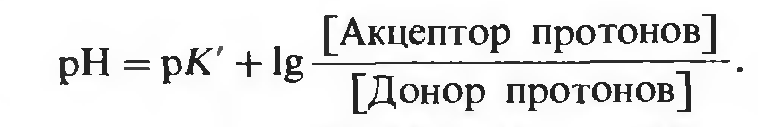 pH = pK′ + lg [Акцептор протонов]
[Донор протонов] .